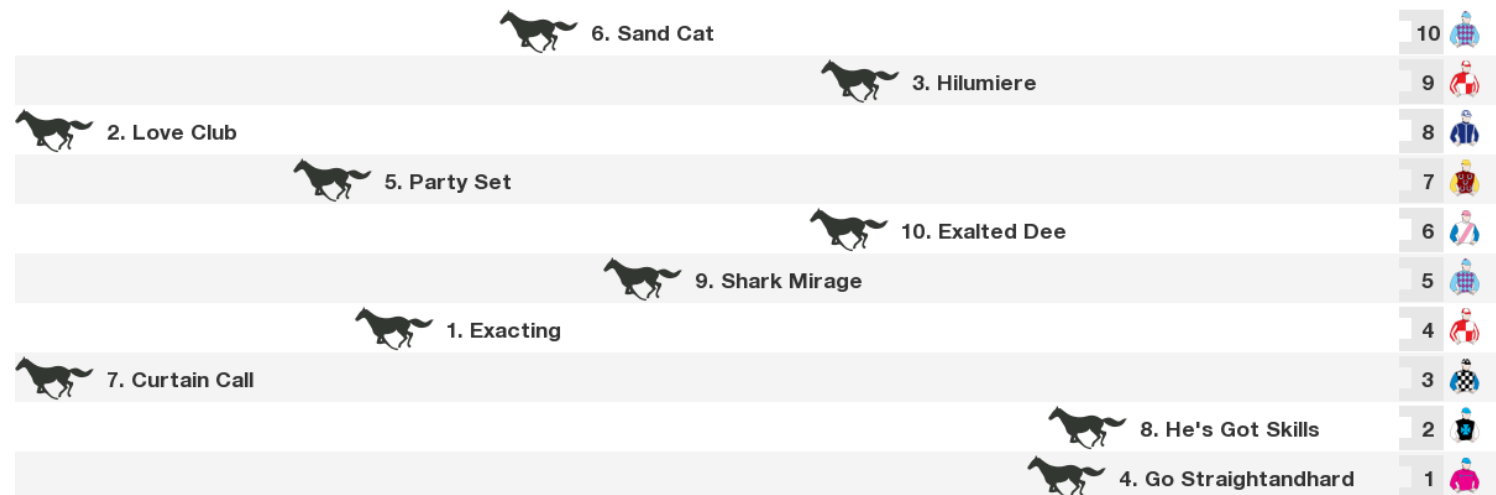 6. Sand Cat 10
3. Hilumiere 9
2. Love Club 8
5. Party Set 7
10. Exalted Dee 6
9. Shark Mirage 5
1. Exacting 4
7. Curtain Call 3
8. He's Got Skills 2
4. Go Straightandhard 1